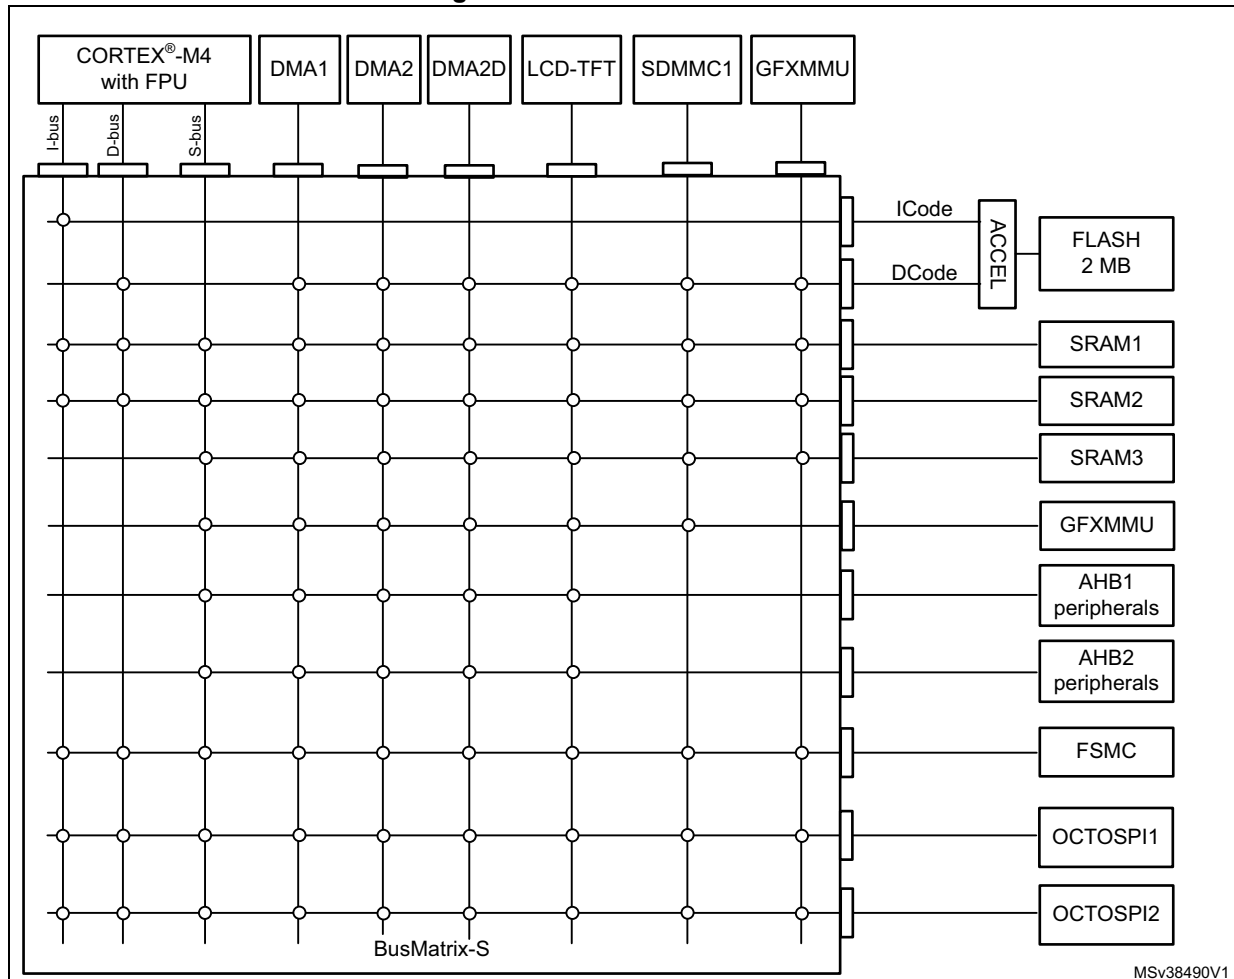 CORTEX®-M4
with FPU
DMA1
DMA2
DMA2D
LCD-TFT
SDMMC1
GFXMMU
I-bus
D-bus
S-bus
ICode
DCode
ACCEL
FLASH
2 MB
SRAM1
SRAM2
SRAM3
GFXMMU
AHB1
peripherals
AHB2
peripherals
FSMC
OCTOSPI1
OCTOSPI2
BusMatrix-S
MSv38490V1